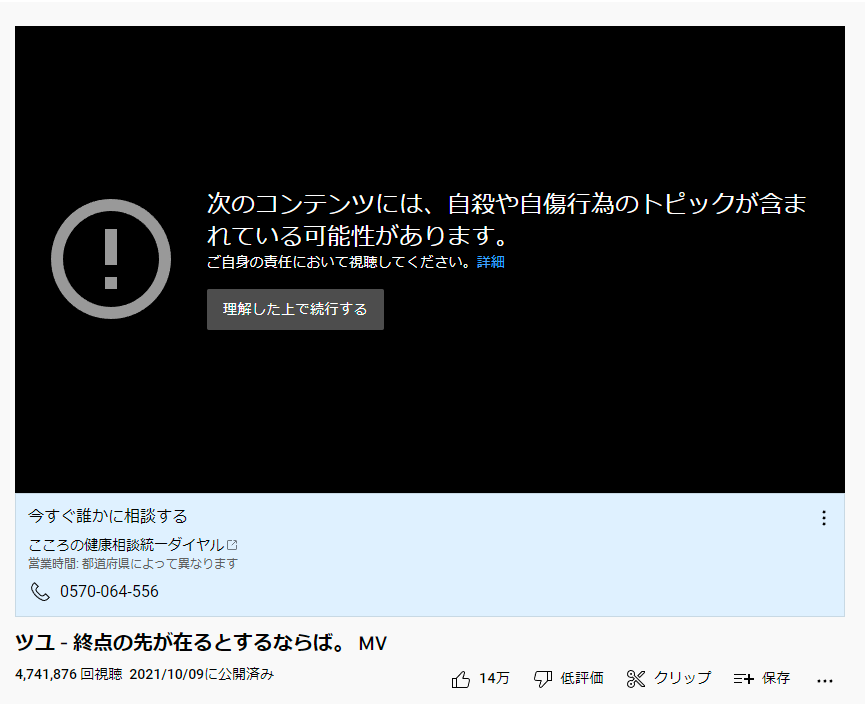 次のコンテンツには、自殺や自傷行為のトピックが含ま
れている可能性があります。
ご自身の責任において視聴してください。詳細
理解した上で続行する
今すぐ誰かに相談する
こころの健康相談統一ダイヤル
営業時間: 都道府県によって異なります
0570-064-556
ツユ - 終点の先が在るとするならば。 MV
4,741,876 回視聴 2021/10/09に公開済み
14万 低評価 クリップ 保存